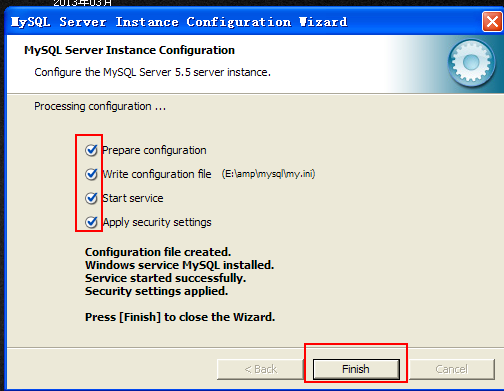 2013年03月
MySQL Server Instance Configuration Wizard
MySQL Server Instance Configuration
Configure the MySQL Server 5.5 server instance.
Processing configuration ...
Prepare configuration
Write configuration file (E:\amp\mysql\my.ini)
Start service
Apply security settings
Configuration file created.
Windows service MySQL installed.
Service started successfully.
Security settings applied.
Press [Finish] to close the Wizard.
< Back Finish Cancel